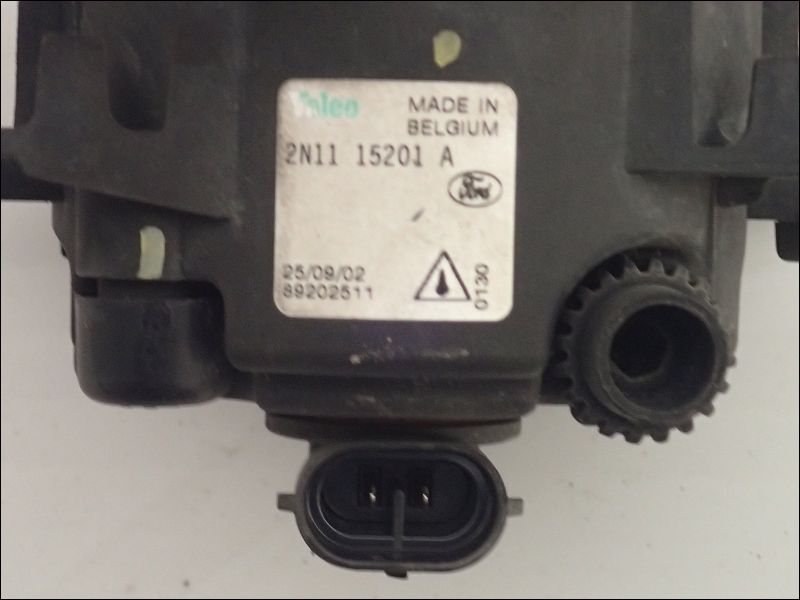 Valeo
MADE IN
BELGIUM
2N11 15201 A
Ford
25/09/02
89202511
0130